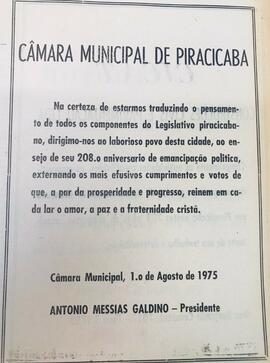 CÂMARA MUNICIPAL DE PIRACICABA
Na certeza de estarmos traduzindo o pensamen-
to de todos os componentes do Legislativo piracicaba-
no, dirigimo-nos ao laborioso povo desta cidade, ao en-
sejo de seu 208.o aniversario de emancipação política,
externando os mais efusivos cumprimentos e votos de
que, a par da prosperidade e progresso, reinem em ca-
da lar o amor, a paz e a fraternidade cristã.
Câmara Municipal, 1.o de Agosto de 1975
ANTONIO MESSIAS GALDINO — Presidente